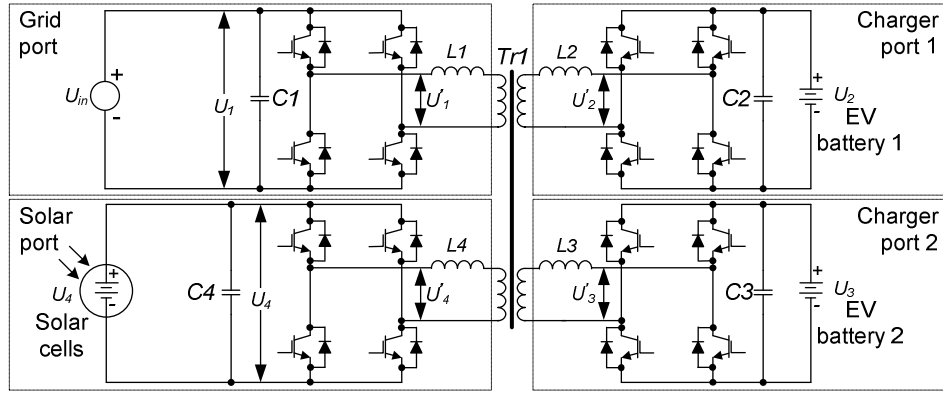 Grid
port
+
Uin
-
U1
C1
L1
U'1
Tr1
L2
U'2
C2
Charger
port 1
+
U2
-
EV
battery 1
Solar
port
+
U4
-
Solar
cells
C4
U4
L4
U'4
L3
U'3
C3
Charger
port 2
+
U3
-
EV
battery 2